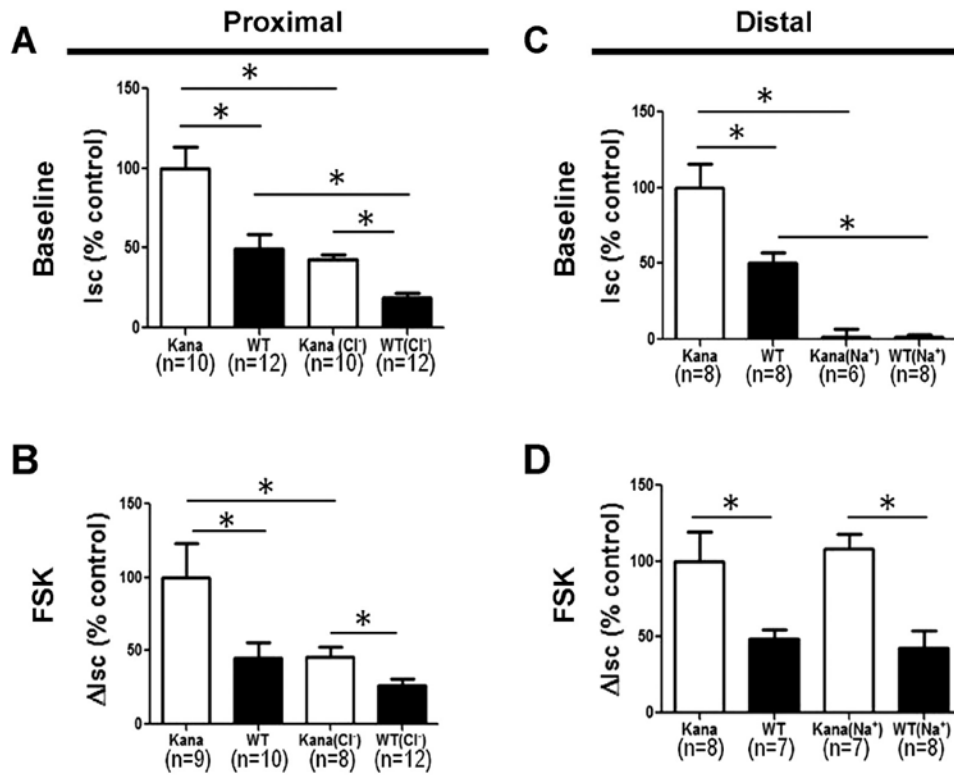 Proximal
A
Baseline
Isc (% control)
150
100
50
0
*
*
*
*
Kana WT Kana (Cl⁻) WT(Cl⁻)
(n=10) (n=12) (n=10) (n=12)
Distal
C
Baseline
Isc (% control)
150
100
50
0
*
*
*
Kana WT Kana(Na⁺) WT(Na⁺)
(n=8) (n=8) (n=6) (n=8)
B
FSK
ΔIsc (% control)
150
100
50
0
*
*
*
Kana WT Kana(Cl⁻) WT(Cl⁻)
(n=9) (n=10) (n=8) (n=12)
D
FSK
ΔIsc (% control)
150
100
50
0
*
*
Kana WT Kana(Na⁺) WT(Na⁺)
(n=8) (n=7) (n=7) (n=8)